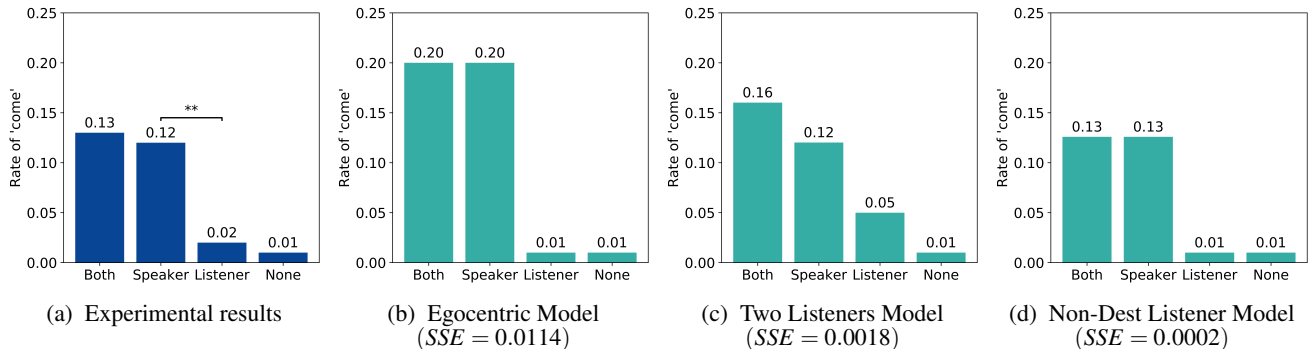 0.25
0.20
0.15
0.10
0.05
0.00
Rate of 'come'
0.13
0.12
**
0.02
0.01
Both Speaker Listener None
(a) Experimental results
0.25
0.20
0.15
0.10
0.05
0.00
Rate of 'come'
0.20
0.20
0.01
0.01
Both Speaker Listener None
(b) Egocentric Model
(SSE = 0.0114)
0.25
0.20
0.15
0.10
0.05
0.00
Rate of 'come'
0.16
0.12
0.05
0.01
Both Speaker Listener None
(c) Two Listeners Model
(SSE = 0.0018)
0.25
0.20
0.15
0.10
0.05
0.00
Rate of 'come'
0.13
0.13
0.01
0.01
Both Speaker Listener None
(d) Non-Dest Listener Model
(SSE = 0.0002)